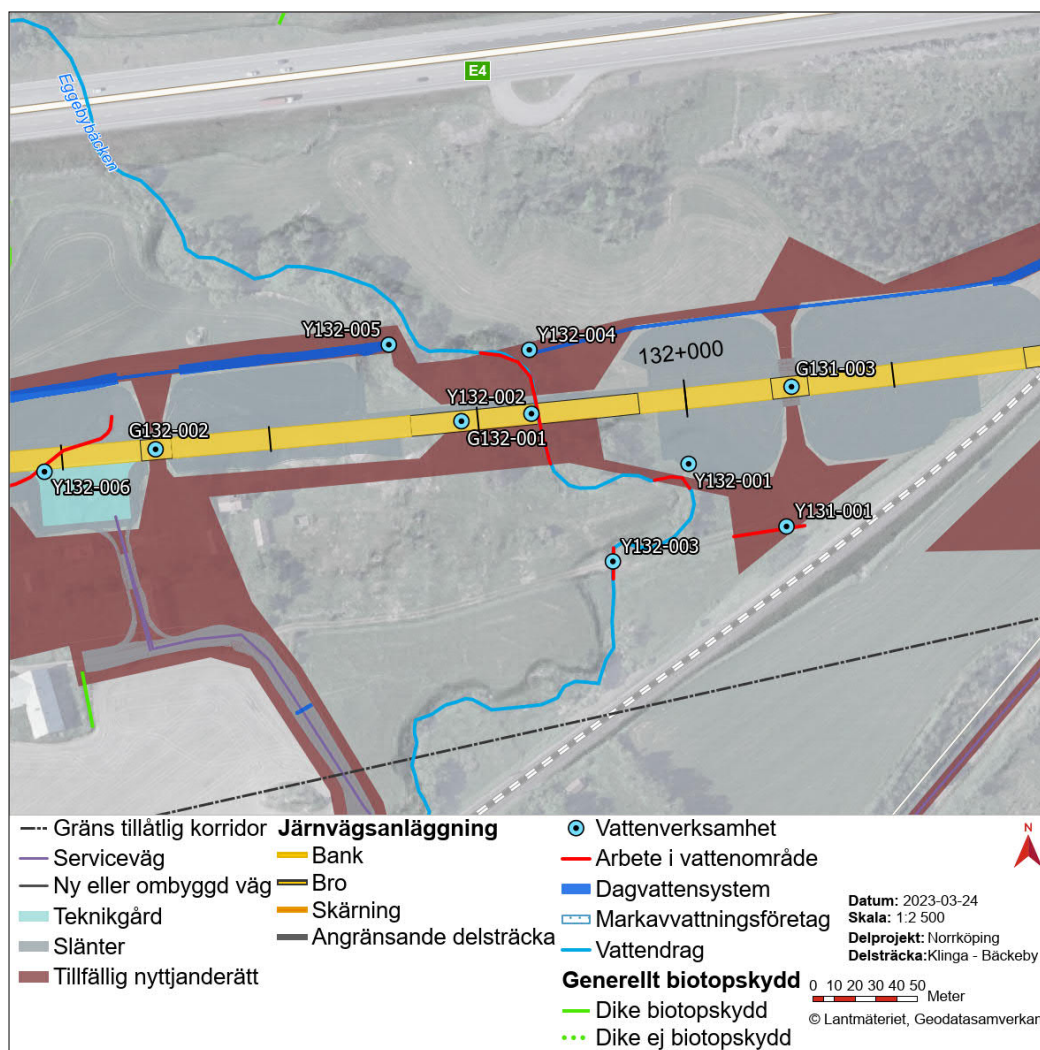 E4
Eggebybäcken
Y132-005
Y132-004
132+000
G131-003
Y132-002
G132-001
G132-002
Y132-006
Y132-001
Y131-001
Y132-003
Gräns tillåtlig korridor
Serviceväg
Ny eller ombyggd väg
Teknikgård
Slänter
Tillfällig nyttjanderätt
Järnvägsanläggning
Bank
Bro
Skärning
Angränsande delsträcka
Vattenverksamhet
Arbete i vattenområde
Dagvattensystem
Markavvattningsföretag
Vattendrag
Generellt biotopskydd
Dike biotopskydd
Dike ej biotopskydd
N
Datum: 2023-03-24
Skala: 1:2 500
Delprojekt: Norrköping
Delsträcka:Klinga - Bäckeby
0 10 20 30 40 50
Meter
© Lantmäteriet, Geodatasamverkan